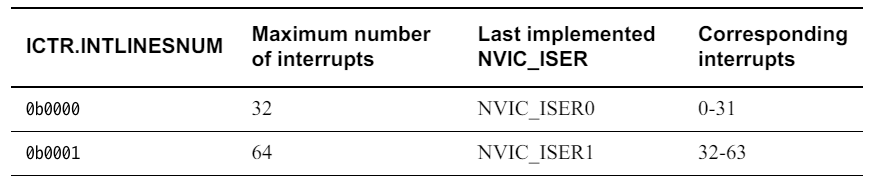 ICTR.INTLINESNUM Maximum number of interrupts Last implemented NVIC_ISER Corresponding interrupts
0b0000 32 NVIC_ISER0 0-31
0b0001 64 NVIC_ISER1 32-63